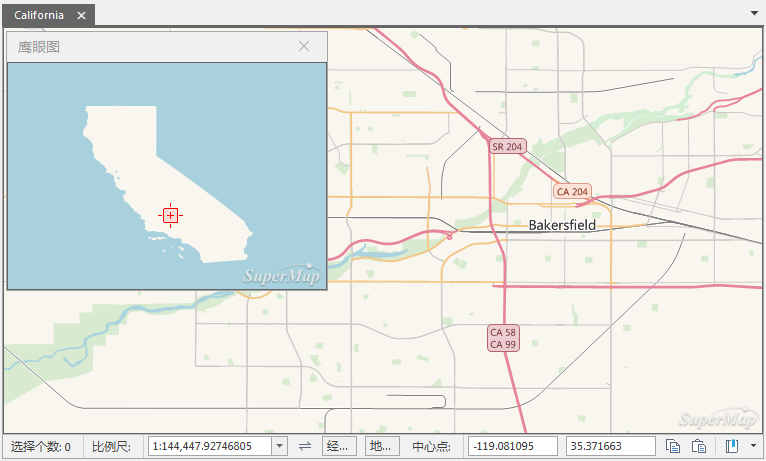 California
鹰眼图
SuperMap
SR 204
CA 204
Bakersfield
CA 58
CA 99
SuperMap
选择个数: 0 比例尺: 1:144,447.92746805 经... 地... 中心点: -119.081095 35.371663